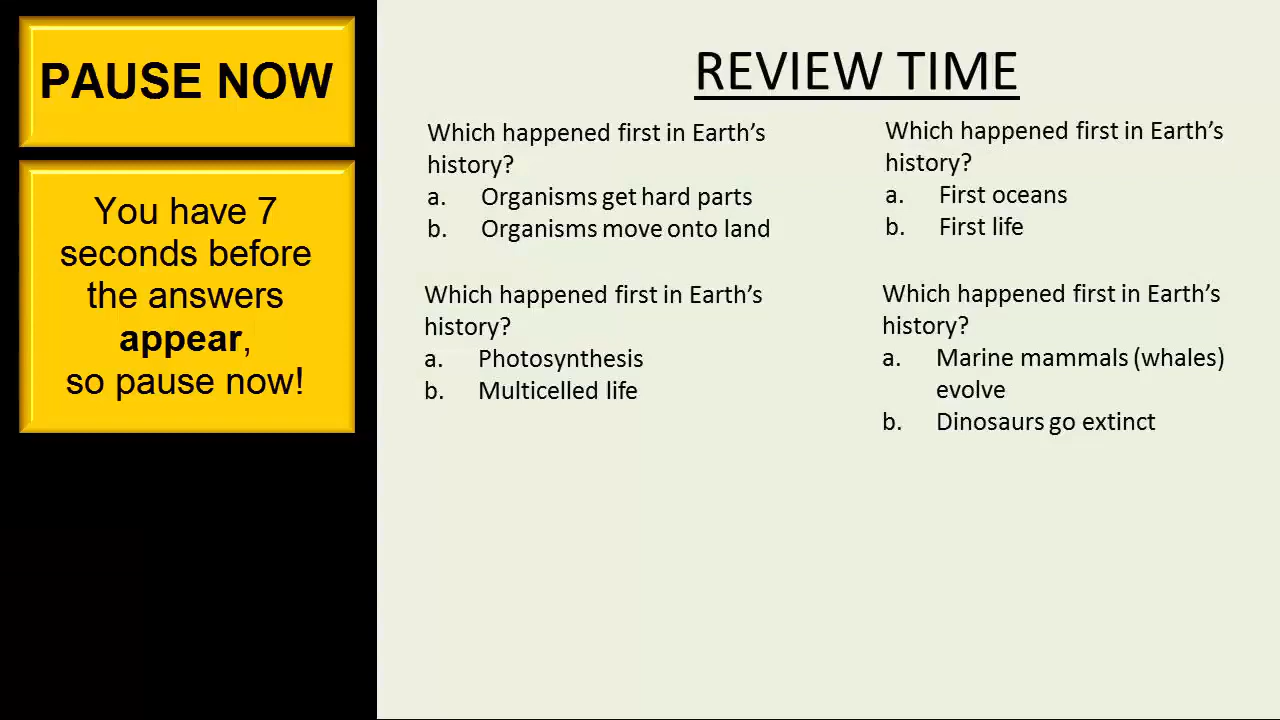 PAUSE NOW
You have 7
seconds before
the answers
appear,
so pause now!
REVIEW TIME
Which happened first in Earth’s
history?
a. Organisms get hard parts
b. Organisms move onto land
Which happened first in Earth’s
history?
a. First oceans
b. First life
Which happened first in Earth’s
history?
a. Photosynthesis
b. Multicelled life
Which happened first in Earth’s
history?
a. Marine mammals (whales)
evolve
b. Dinosaurs go extinct